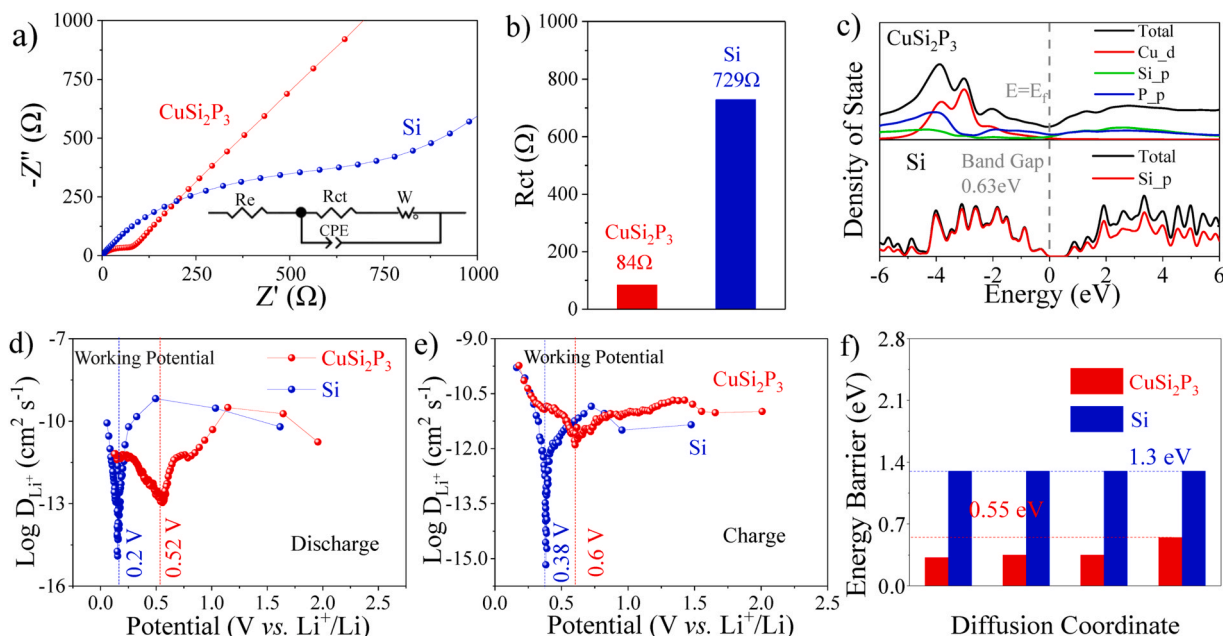 a)
1000
750
500
250
0
-Z'' (Ω)
CuSi₂P₃
Si
Re
Rct
W
CPE
0
250
500
750
1000
Z' (Ω)
b)
1000
800
600
400
200
0
Rct (Ω)
Si
729Ω
CuSi₂P₃
84Ω
c)
CuSi₂P₃
Total
Cu_d
Si_p
P_p
E=E_f
Density of State
Si
Band Gap
0.63eV
Total
Si_p
-6
-4
-2
0
2
4
6
Energy (eV)
d)
-7
-10
-13
-16
Log D_Li⁺ (cm² s⁻¹)
Working Potential
CuSi₂P₃
Si
0.2 V
0.52 V
Discharge
0.0
0.5
1.0
1.5
2.0
2.5
Potential (V vs. Li⁺/Li)
e)
-9.0
-10.5
-12.0
-13.5
-15.0
Log D_Li⁺ (cm² s⁻¹)
Working Potential
CuSi₂P₃
Si
0.38 V
0.6 V
Charge
0.0
0.5
1.0
1.5
2.0
2.5
Potential (V vs. Li⁺/Li)
f)
2.8
2.1
1.4
0.7
0.0
Energy Barrier (eV)
CuSi₂P₃
Si
1.3 eV
0.55 eV
Diffusion Coordinate